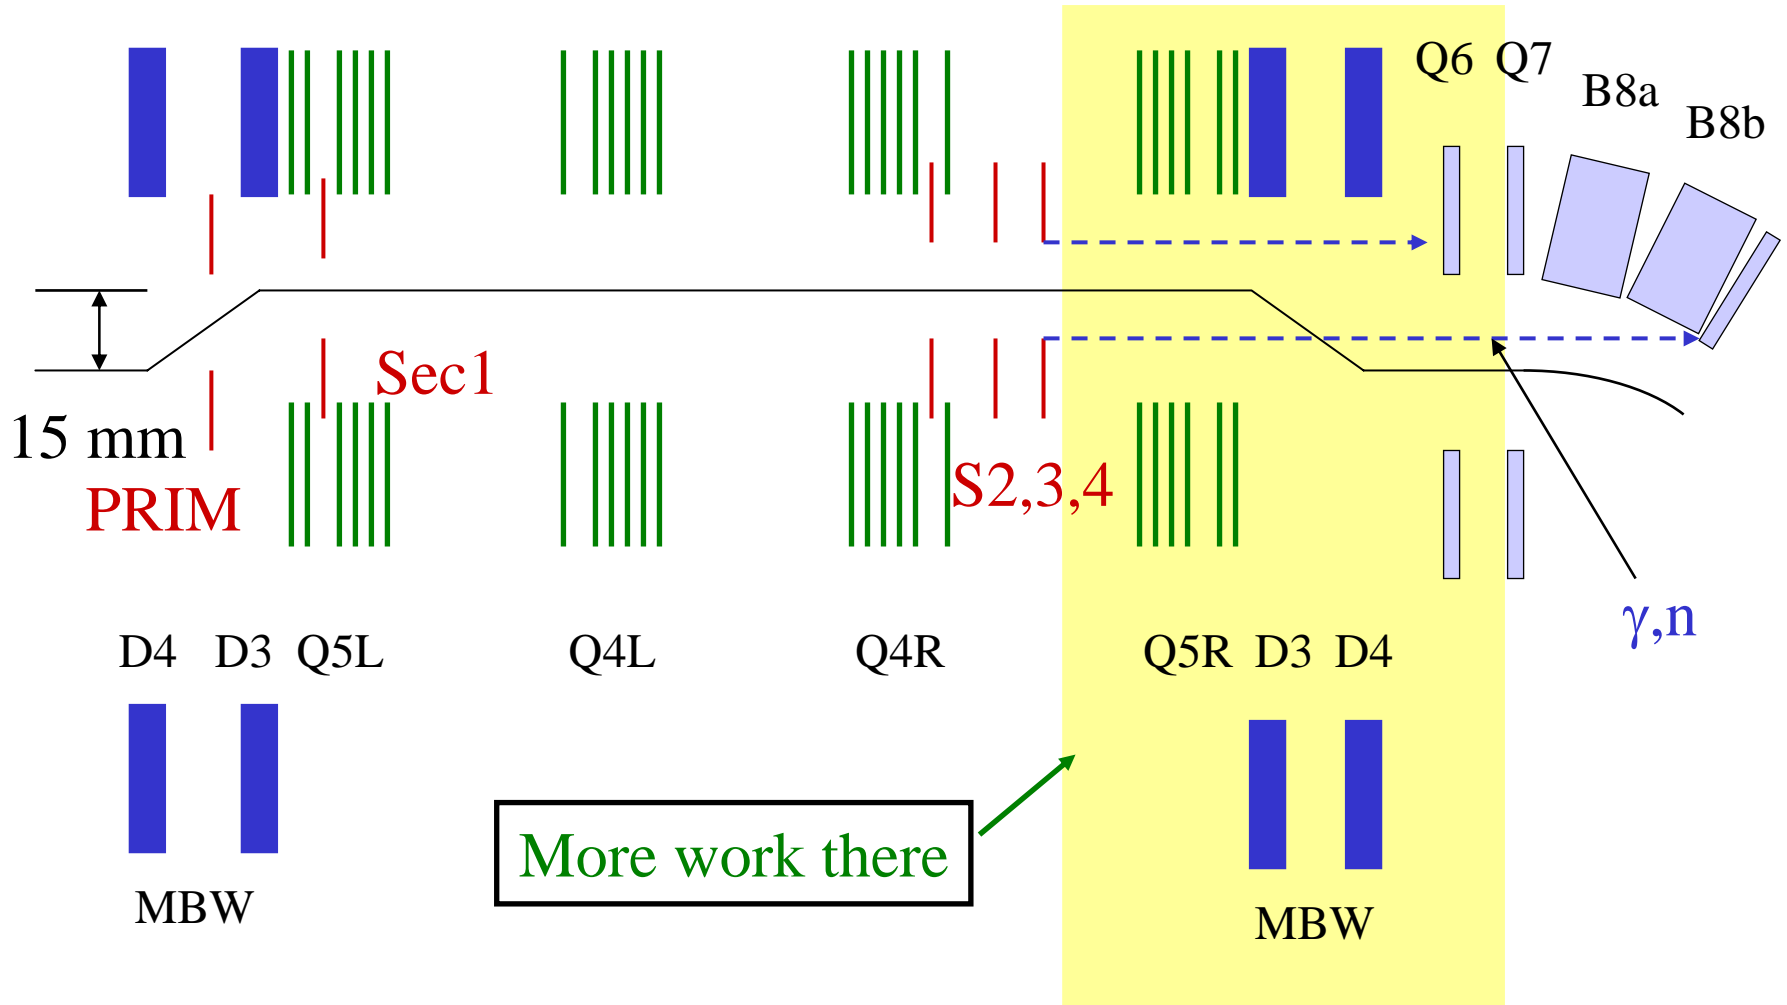 Q6 Q7
B8a
B8b
Sec1
15 mm
PRIM
S2,3,4
γ,n
D4 D3 Q5L Q4L Q4R Q5R D3 D4
More work there
MBW
MBW